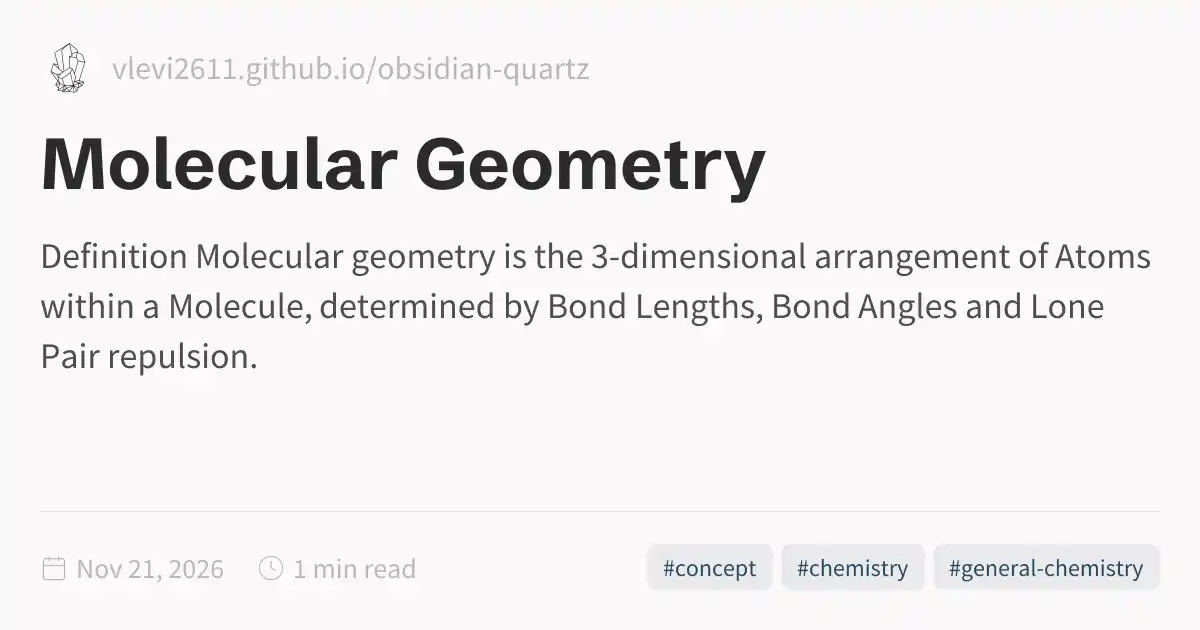 vlevi2611.github.io/obsidian-quartz
Molecular Geometry
Definition Molecular geometry is the 3-dimensional arrangement of Atoms
within a Molecule, determined by Bond Lengths, Bond Angles and Lone
Pair repulsion.
Nov 21, 2026 1 min read #concept #chemistry #general-chemistry